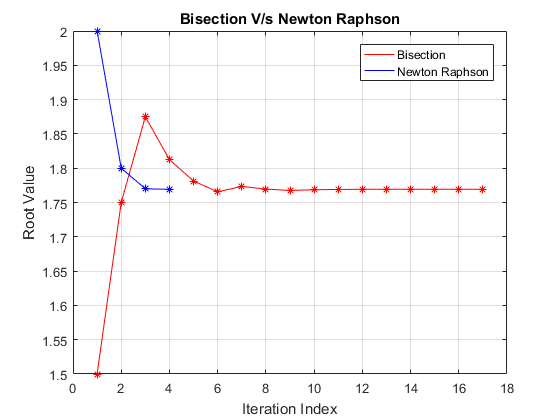 Bisection V/s Newton Raphson
Bisection
Newton Raphson
Root Value
2
1.95
1.9
1.85
1.8
1.75
1.7
1.65
1.6
1.55
1.5
0 2 4 6 8 10 12 14 16 18
Iteration Index